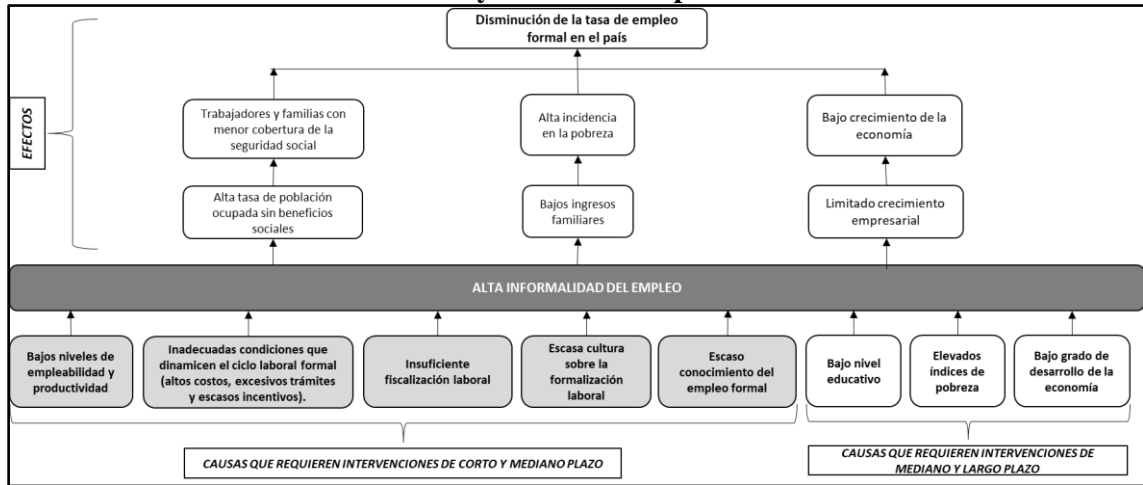 Disminución de la tasa de empleo
formal en el país
EFECTOS
Trabajadores y familias con
menor cobertura de la
seguridad social
Alta incidencia
en la pobreza
Bajo crecimiento de la
economía
Alta tasa de población
ocupada sin beneficios
sociales
Bajos ingresos
familiares
Limitado crecimiento
empresarial
ALTA INFORMALIDAD DEL EMPLEO
Bajos niveles de
empleabilidad y
productividad
Inadecuadas condiciones que
dinamicen el ciclo laboral formal
(altos costos, excesivos trámites
y escasos incentivos).
Insuficiente
fiscalización laboral
Escasa cultura
sobre la
formalización
laboral
Escaso
conocimiento del
empleo formal
Bajo nivel
educativo
Elevados
índices de
pobreza
Bajo grado de
desarrollo de la
economía
CAUSAS QUE REQUIEREN INTERVENCIONES DE CORTO Y MEDIANO PLAZO
CAUSAS QUE REQUIEREN INTERVENCIONES DE
MEDIANO Y LARGO PLAZO